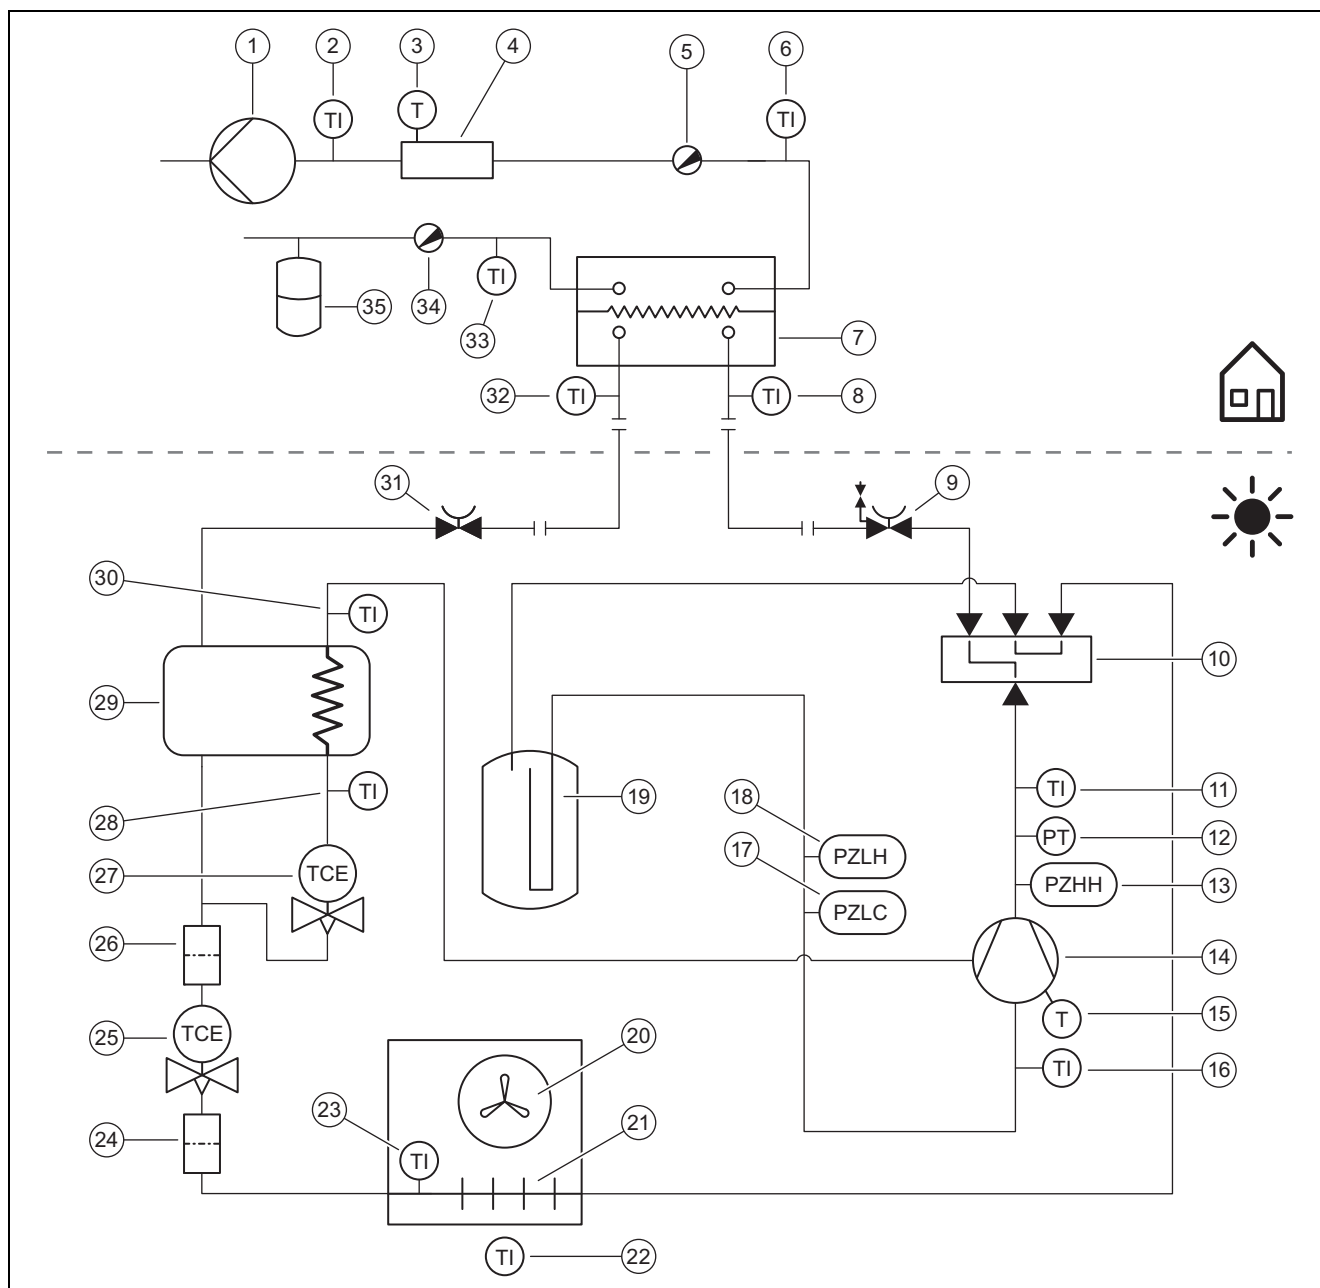 1 2 3 4 5 6
TI T TI
35 34 33 TI
7
32 TI TI 8
31 9
30 TI
10
29
28 TI
19 18 TI 11
17 PZLH PT 12
27 TCE PZLC PZHH 13
26 14
25 TCE 20 T 15
TI 16
23 21
24 TI
TI 22